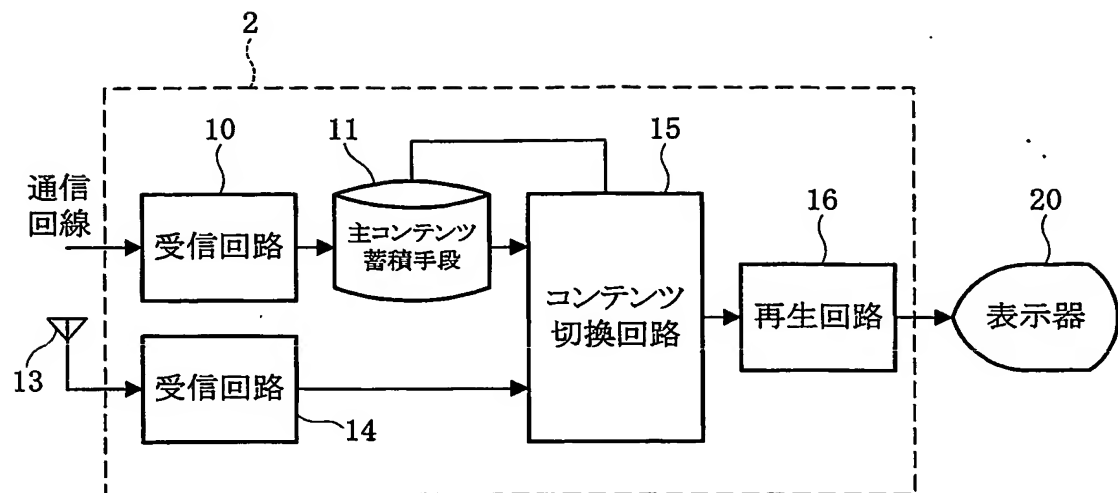 2
10
11
15
通信
回線
受信回路
主コンテンツ
蓄積手段
コンテンツ
切換回路
16
再生回路
20
表示器
13
受信回路
14